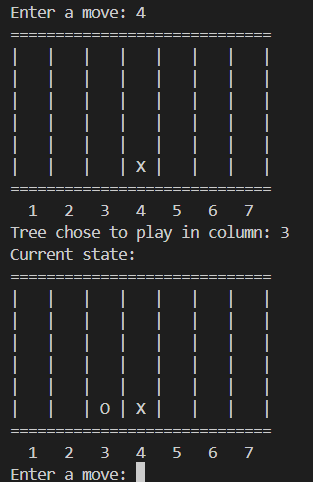 Enter a move: 4
=============================
|   |   |   |   |   |   |   |
|   |   |   |   |   |   |   |
|   |   |   |   |   |   |   |
|   |   |   |   |   |   |   |
|   |   |   |   |   |   |   |
|   |   |   | X |   |   |   |
=============================
  1   2   3   4   5   6   7
Tree chose to play in column: 3
Current state:
=============================
|   |   |   |   |   |   |   |
|   |   |   |   |   |   |   |
|   |   |   |   |   |   |   |
|   |   |   |   |   |   |   |
|   |   |   |   |   |   |   |
|   |   | O | X |   |   |   |
=============================
  1   2   3   4   5   6   7
Enter a move: